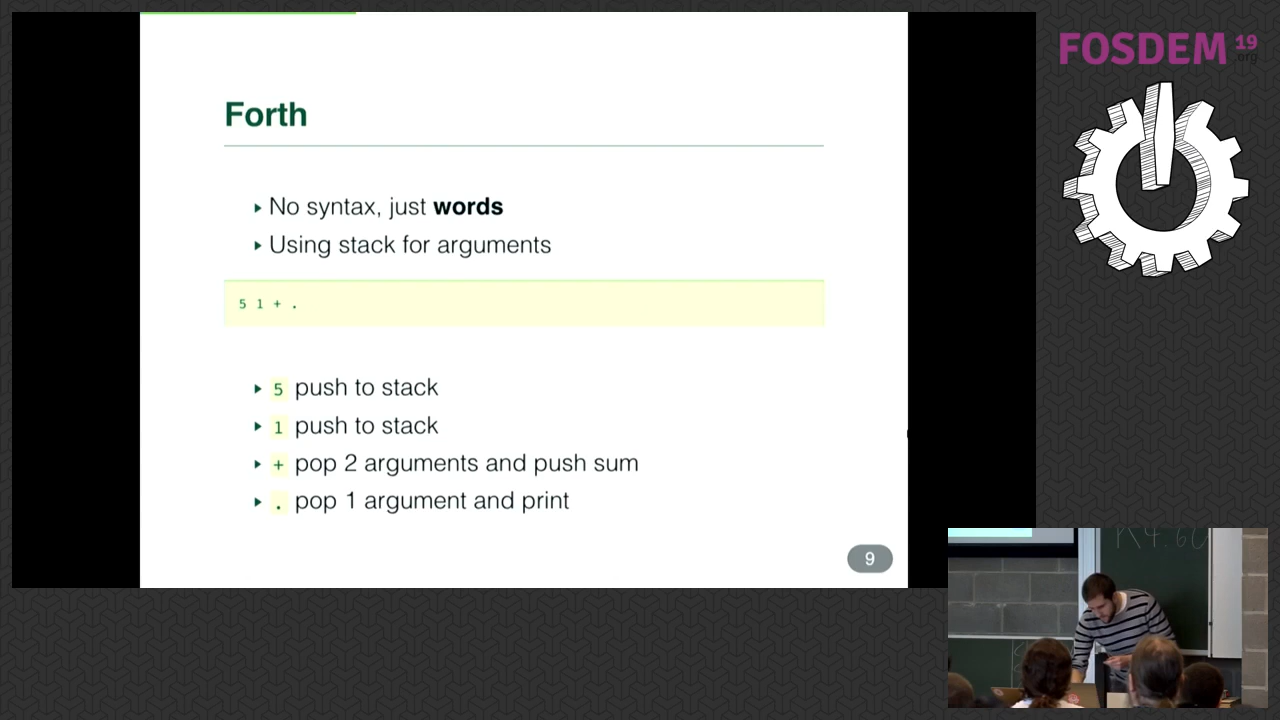 FOSDEM 19
.org
Forth
No syntax, just words
Using stack for arguments
5 1 + .
5 push to stack
1 push to stack
+ pop 2 arguments and push sum
. pop 1 argument and print
9